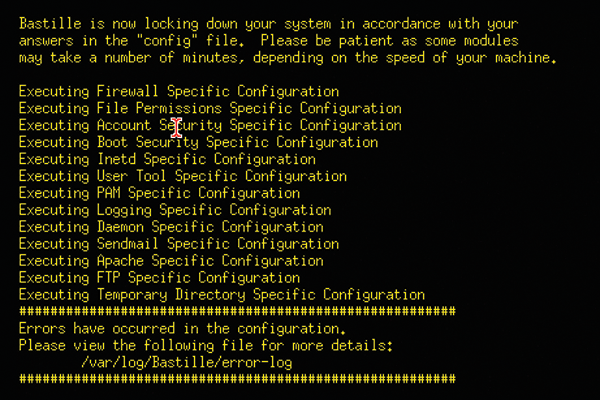 Bastille is now locking down your system in accordance with your
answers in the "config" file.  Please be patient as some modules
may take a number of minutes, depending on the speed of your machine.
Executing Firewall Specific Configuration
Executing File Permissions Specific Configuration
Executing Account Security Specific Configuration
Executing Boot Security Specific Configuration
Executing Inetd Specific Configuration
Executing User Tool Specific Configuration
Executing PAM Specific Configuration
Executing Logging Specific Configuration
Executing Daemon Specific Configuration
Executing Sendmail Specific Configuration
Executing Apache Specific Configuration
Executing FTP Specific Configuration
Executing Temporary Directory Specific Configuration
########################################################
Errors have occurred in the configuration.
Please view the following file for more details:
        /var/log/Bastille/error-log
########################################################